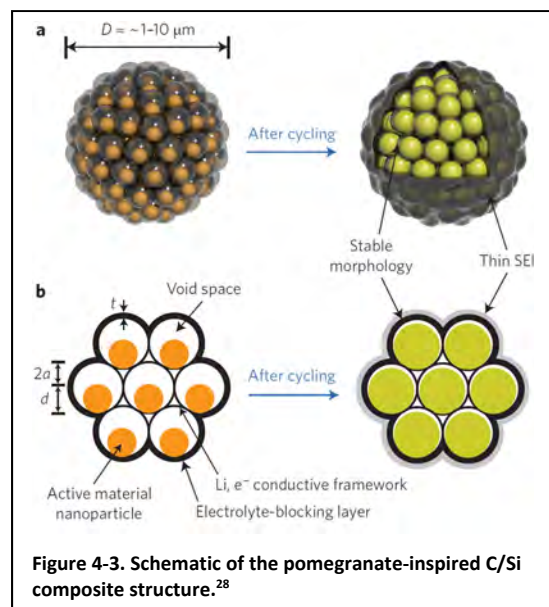 a
D = ~1–10 μm
After cycling
Stable
morphology
Thin SEI
b
t
Void space
2a
d
After cycling
Li, e⁻ conductive framework
Active material
nanoparticle
Electrolyte-blocking layer
Figure 4-3. Schematic of the pomegranate-inspired C/Si
composite structure.²⁸